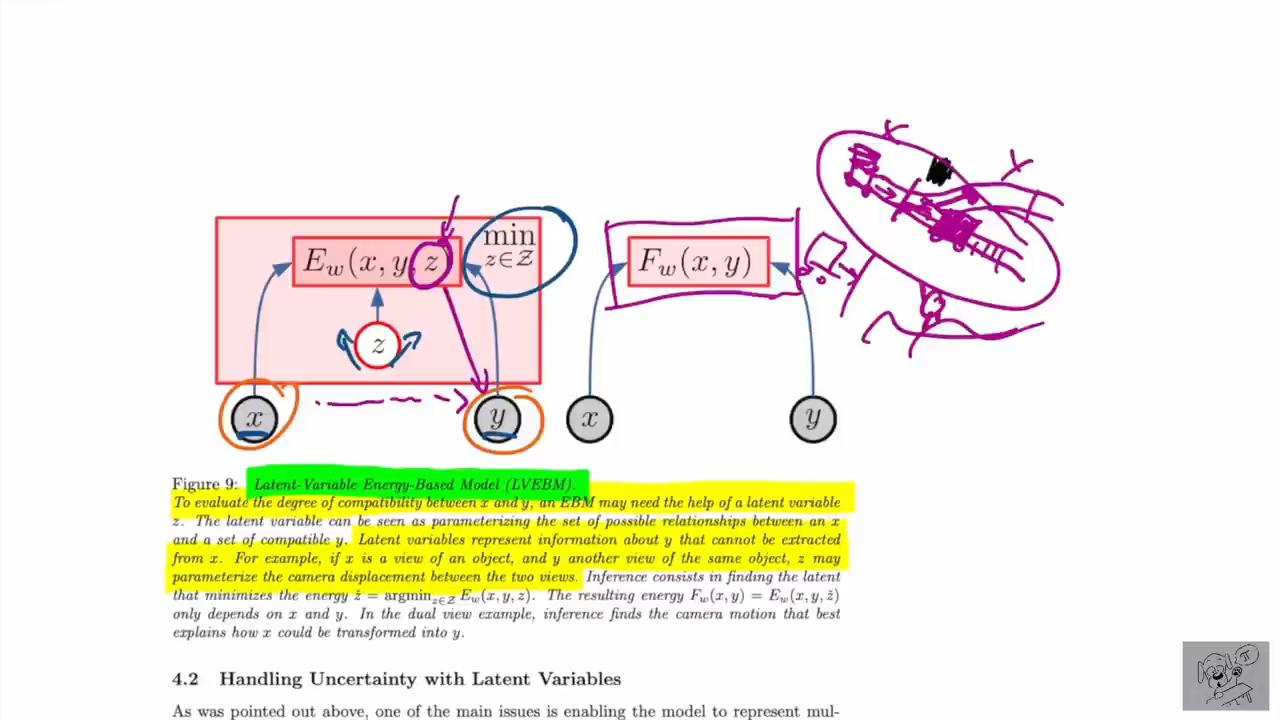 x
Y
E_w(x, y, z)
min
z∈Z
F_w(x, y)
z
x
y
x
y
Figure 9: Latent-Variable Energy-Based Model (LVEBM).
To evaluate the degree of compatibility between x and y, an EBM may need the help of a latent variable
z. The latent variable can be seen as parameterizing the set of possible relationships between an x
and a set of compatible y. Latent variables represent information about y that cannot be extracted
from x. For example, if x is a view of an object, and y another view of the same object, z may
parameterize the camera displacement between the two views. Inference consists in finding the latent
that minimizes the energy ž = argmin_{z∈Z} E_w(x, y, z). The resulting energy F_w(x, y) = E_w(x, y, ž)
only depends on x and y. In the dual view example, inference finds the camera motion that best
explains how x could be transformed into y.
4.2 Handling Uncertainty with Latent Variables
As was pointed out above, one of the main issues is enabling the model to represent mul-
π